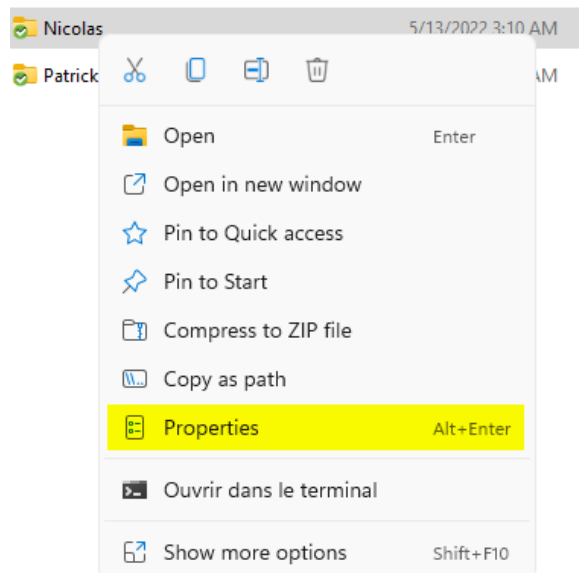 Nicolas 5/13/2022 3:10 AM
Patrick AM
Open Enter
Open in new window
Pin to Quick access
Pin to Start
Compress to ZIP file
Copy as path
Properties Alt+Enter
Ouvrir dans le terminal
Show more options Shift+F10